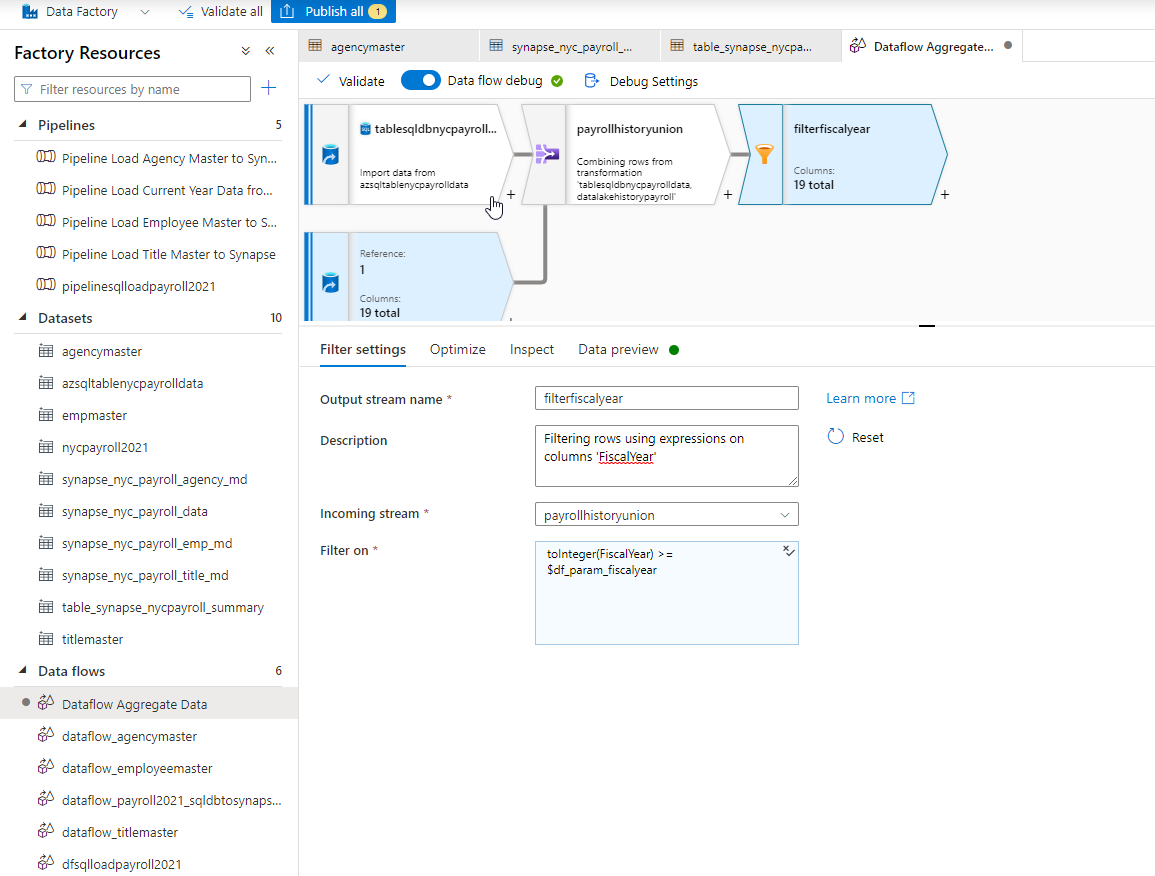 Data Factory
Validate all
Publish all 1
Factory Resources
Filter resources by name
Pipelines 5
Pipeline Load Agency Master to Syn...
Pipeline Load Current Year Data fro...
Pipeline Load Employee Master to S...
Pipeline Load Title Master to Synapse
pipelinesqlloadpayroll2021
Datasets 10
agencymaster
azsqltablenycpayrolldata
empmaster
nycpayroll2021
synapse_nyc_payroll_agency_md
synapse_nyc_payroll_data
synapse_nyc_payroll_emp_md
synapse_nyc_payroll_title_md
table_synapse_nycpayroll_summary
titlemaster
Data flows 6
Dataflow Aggregate Data
dataflow_agencymaster
dataflow_employeemaster
dataflow_payroll2021_sqldbtosynaps...
dataflow_titlemaster
dfsqlloadpayroll2021
agencymaster
synapse_nyc_payroll_...
table_synapse_nycpa...
Dataflow Aggregate...
Validate
Data flow debug
Debug Settings
tablesqldbnycpayroll...
Import data from
azsqltablenycpayrolldata
+
payrollhistoryunion
Combining rows from
transformation
'tablesqldbnycpayrolldata,
datalakehistorypayroll'
+
filterfiscalyear
Columns:
19 total
+
Reference:
1
Columns:
19 total
Filter settings
Optimize
Inspect
Data preview
Output stream name *
filterfiscalyear
Learn more
Description
Filtering rows using expressions on
columns 'FiscalYear'
Reset
Incoming stream *
payrollhistoryunion
Filter on *
toInteger(FiscalYear) >=
$df_param_fiscalyear